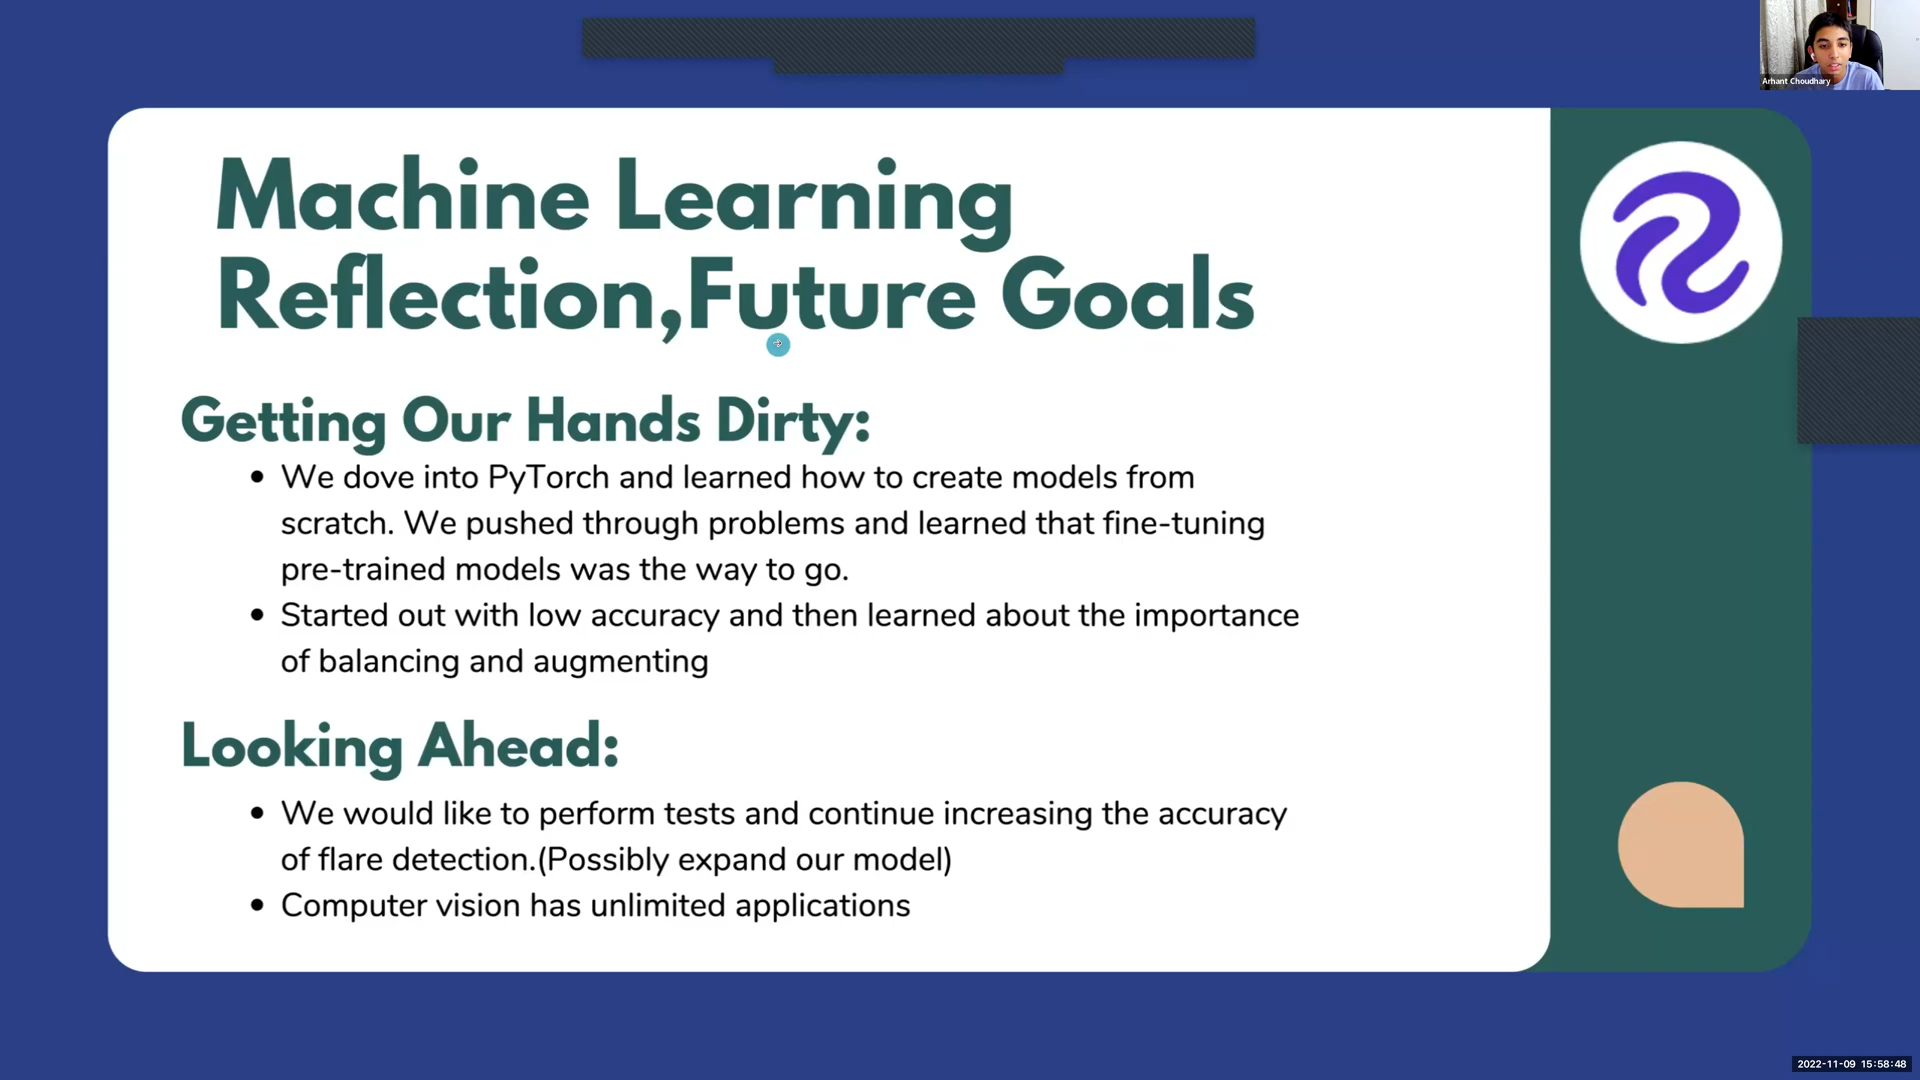 Arhant Choudhary
Machine Learning
Reflection,Future Goals
Getting Our Hands Dirty:
• We dove into PyTorch and learned how to create models from
scratch. We pushed through problems and learned that fine-tuning
pre-trained models was the way to go.
• Started out with low accuracy and then learned about the importance
of balancing and augmenting
Looking Ahead:
• We would like to perform tests and continue increasing the accuracy
of flare detection.(Possibly expand our model)
• Computer vision has unlimited applications
2022-11-09 15:58:48